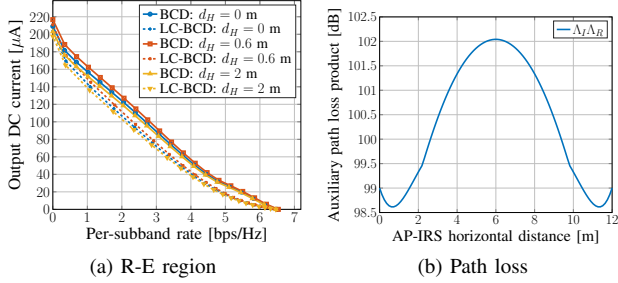 BCD: d_H = 0 m
LC-BCD: d_H = 0 m
BCD: d_H = 0.6 m
LC-BCD: d_H = 0.6 m
BCD: d_H = 2 m
LC-BCD: d_H = 2 m
Output DC current [μA]
220
200
180
160
140
120
100
80
60
40
20
0
0 1 2 3 4 5 6 7
Per-subband rate [bps/Hz]
(a) R-E region
Λ_I Λ_R
Auxiliary path loss product [dB]
102.5
102
101.5
101
100.5
100
99.5
99
98.5
0 2 4 6 8 10 12
AP-IRS horizontal distance [m]
(b) Path loss